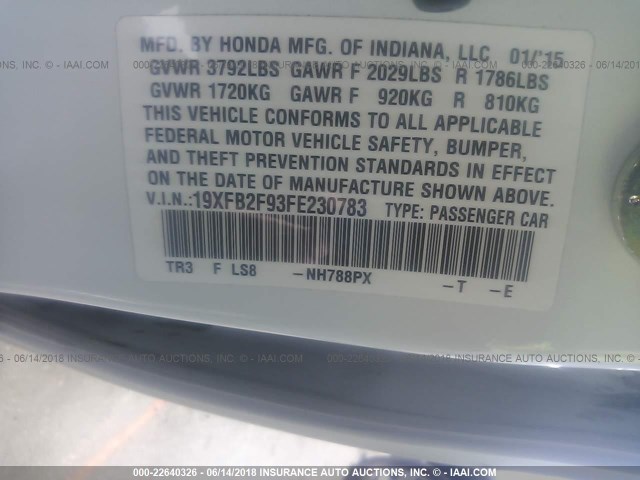 MFD. BY HONDA MFG. OF INDIANA, LLC. 01/'15
GVWR 3792LBS GAWR F 2029LBS R 1786LBS
GVWR 1720KG GAWR F 920KG R 810KG
THIS VEHICLE CONFORMS TO ALL APPLICABLE
FEDERAL MOTOR VEHICLE SAFETY, BUMPER,
AND THEFT PREVENTION STANDARDS IN EFFECT
ON THE DATE OF MANUFACTURE SHOWN ABOVE.
V.I.N.:19XFB2F93FE230783 TYPE: PASSENGER CAR
TR3 F LS8 -NH788PX -T -E
000-22640326 - 06/14/2018 INSURANCE AUTO AUCTIONS, INC. © - IAAI.COM